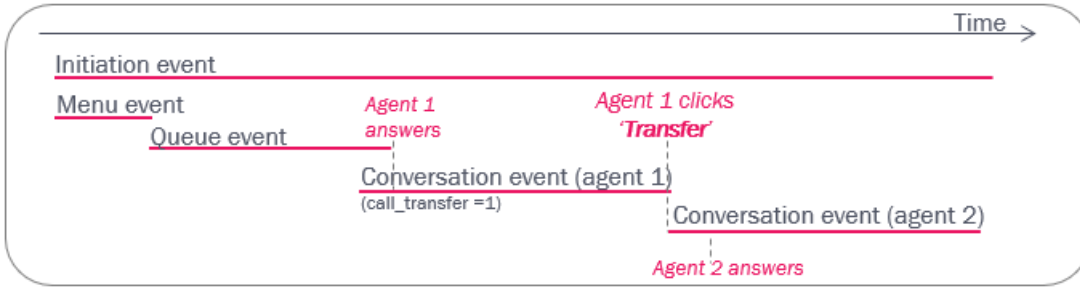 Time
Initiation event
Menu event
Agent 1
answers
Agent 1 clicks
‘Transfer’
Queue event
Conversation event (agent 1)
(call_transfer =1)
Conversation event (agent 2)
Agent 2 answers